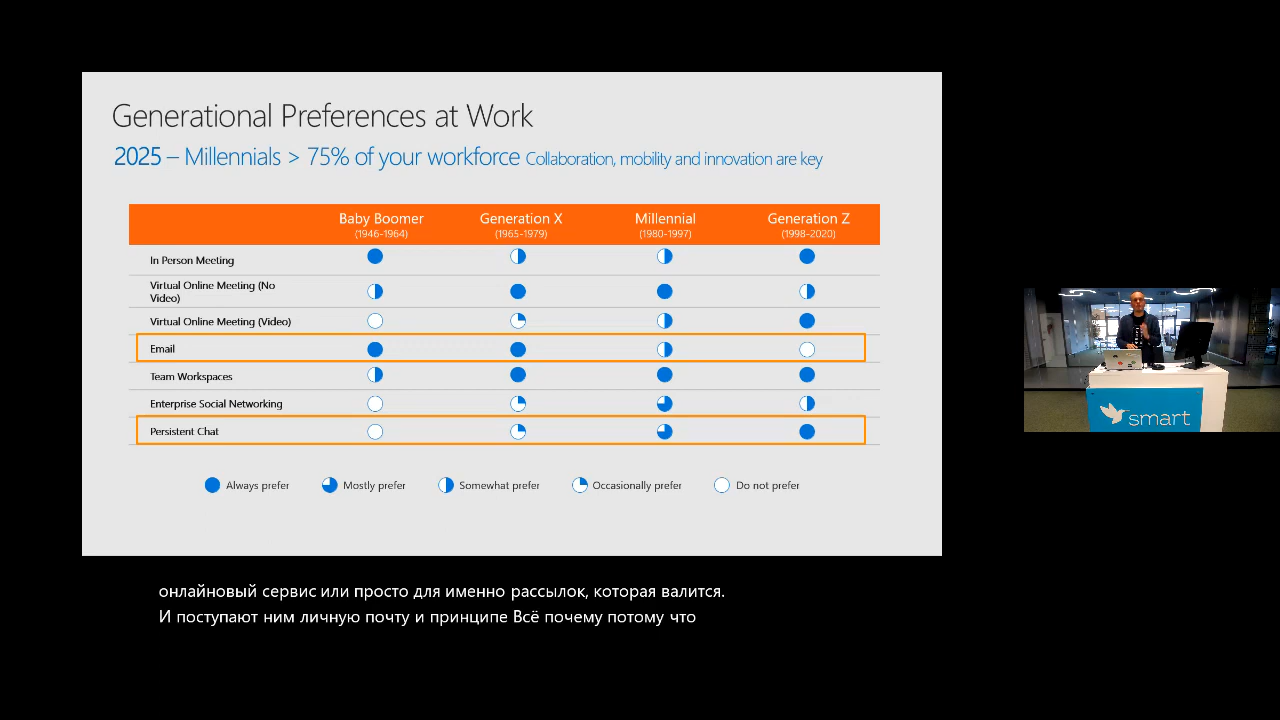 Generational Preferences at Work
2025 – Millennials > 75% of your workforce Collaboration, mobility and innovation are key
Baby Boomer Generation X Millennial Generation Z
(1946-1964) (1965-1979) (1980-1997) (1998-2020)
In Person Meeting
Virtual Online Meeting (No
Video)
Virtual Online Meeting (Video)
Email
Team Workspaces
Enterprise Social Networking
Persistent Chat
Always prefer Mostly prefer Somewhat prefer Occasionally prefer Do not prefer
smart
онлайновый сервис или просто для именно рассылок, которая валится.
И поступают ним личную почту и принципе Всё почему потому что